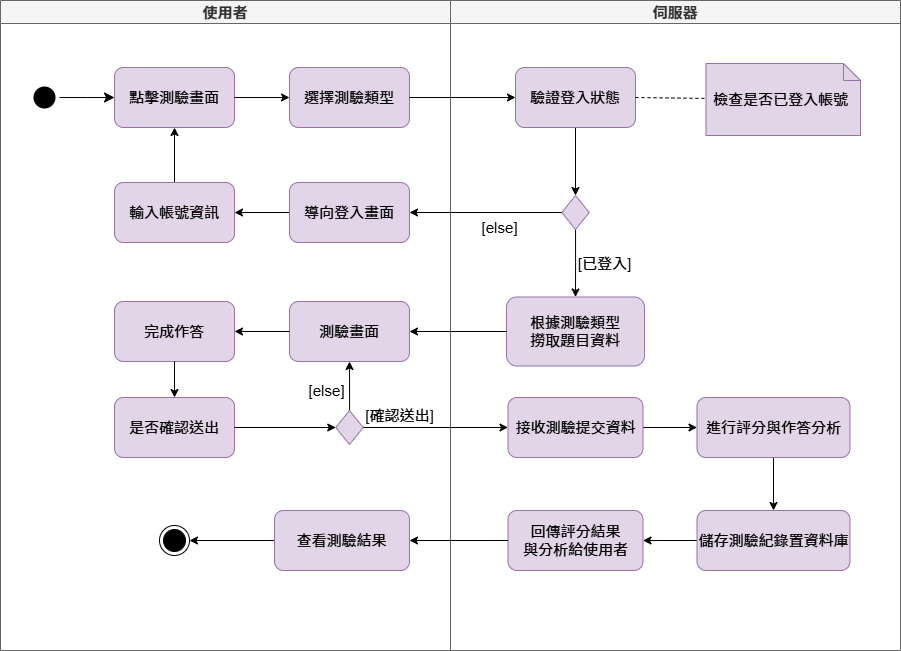 使用者
伺服器
點擊測驗畫面
選擇測驗類型
驗證登入狀態
檢查是否已登入帳號
輸入帳號資訊
導向登入畫面
[else]
[已登入]
完成作答
測驗畫面
根據測驗類型
撈取題目資料
[else]
[確認送出]
是否確認送出
接收測驗提交資料
進行評分與作答分析
查看測驗結果
回傳評分結果
與分析給使用者
儲存測驗紀錄置資料庫